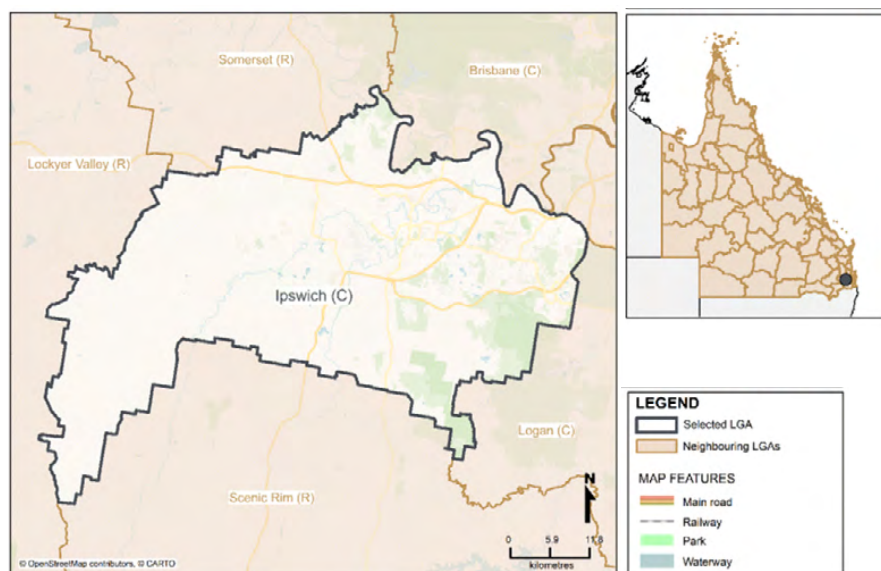 Somerset (R)
Brisbane (C)
Lockyer Valley (R)
Ipswich (C)
Logan (C)
Scenic Rim (R)
N
0 5.9 11.8
kilometres
© OpenStreetMap contributors, © CARTO
LEGEND
Selected LGA
Neighbouring LGAs
MAP FEATURES
Main road
Railway
Park
Waterway